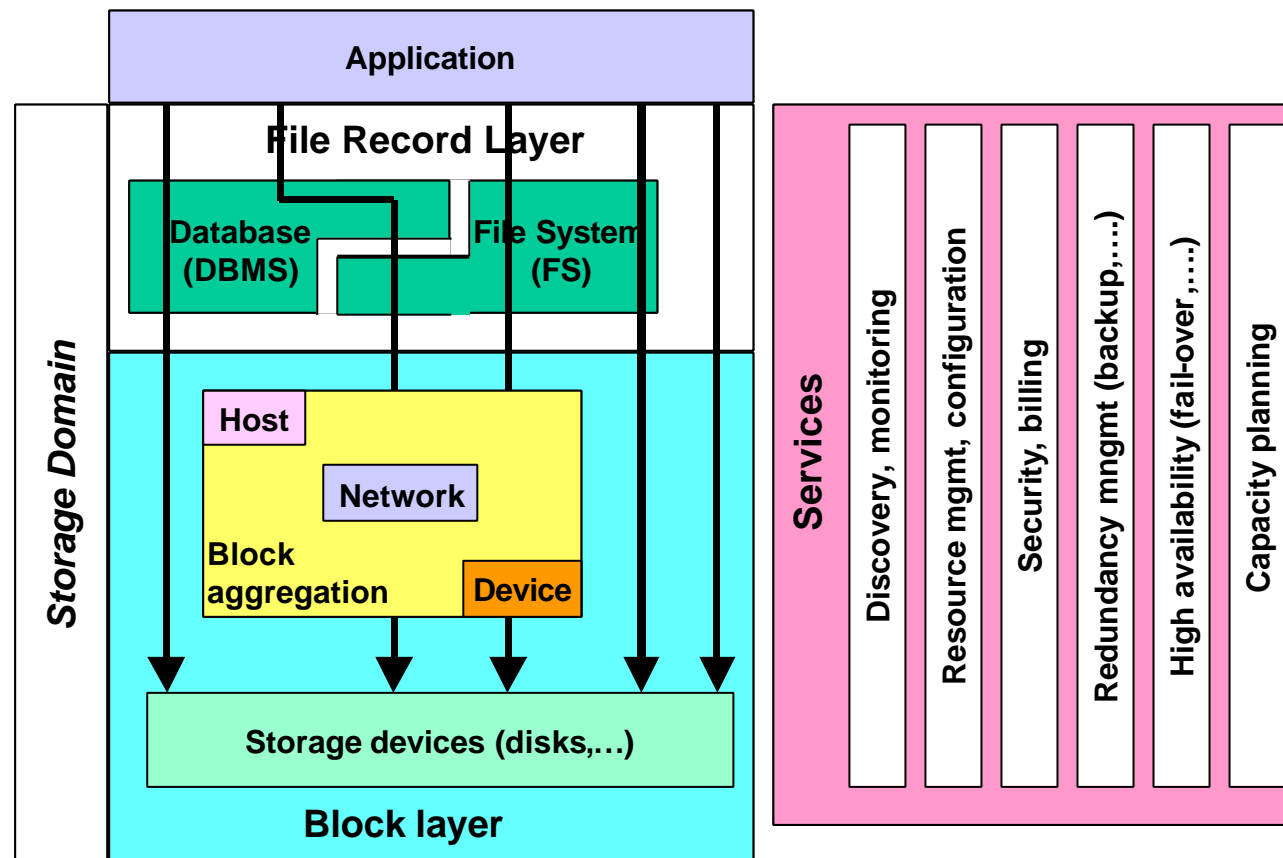 Application
File Record Layer
Database
(DBMS)
File System
(FS)
Storage Domain
Host
Network
Block
aggregation
Device
Storage devices (disks,…)
Block layer
Services
Discovery, monitoring
Resource mgmt, configuration
Security, billing
Redundancy mngmt (backup,….)
High availability (fail-over,….)
Capacity planning